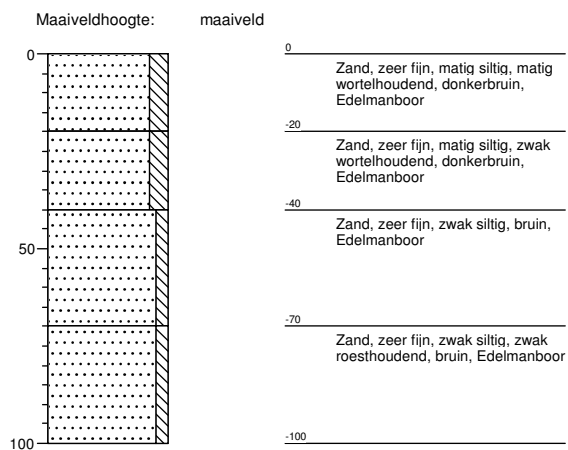 Maaiveldhoogte: maaiveld
0
50
100
0
Zand, zeer fijn, matig siltig, matig
wortelhoudend, donkerbruin,
Edelmanboor
-20
Zand, zeer fijn, matig siltig, zwak
wortelhoudend, donkerbruin,
Edelmanboor
-40
Zand, zeer fijn, zwak siltig, bruin,
Edelmanboor
-70
Zand, zeer fijn, zwak siltig, zwak
roesthoudend, bruin, Edelmanboor
-100